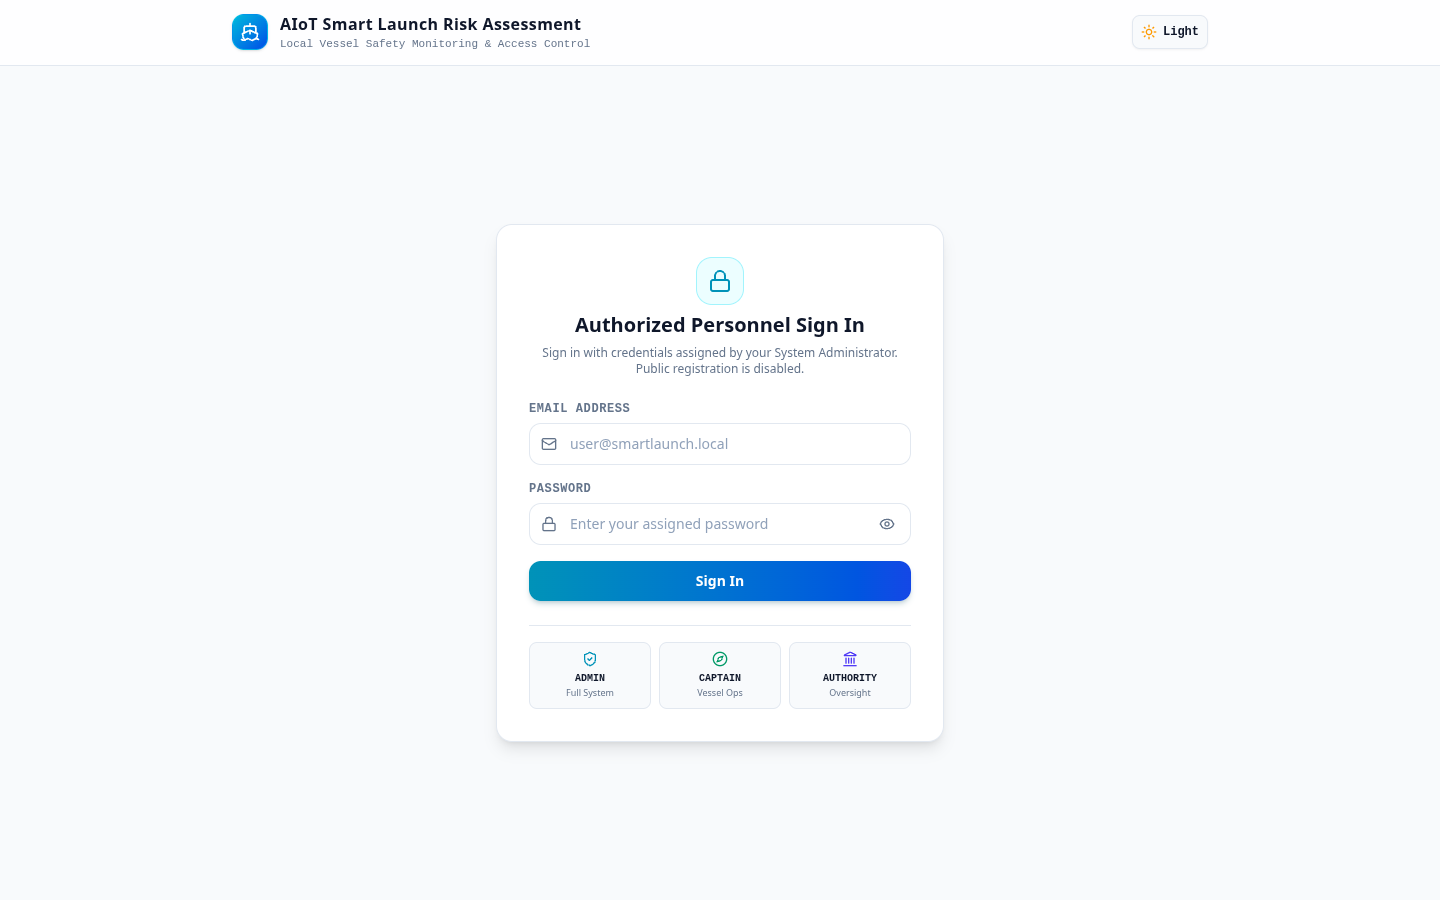 AIoT Smart Launch Risk Assessment
Local Vessel Safety Monitoring & Access Control
Light
Authorized Personnel Sign In
Sign in with credentials assigned by your System Administrator.
Public registration is disabled.
EMAIL ADDRESS
user@smartlaunch.local
PASSWORD
Enter your assigned password
Sign In
ADMIN
Full System
CAPTAIN
Vessel Ops
AUTHORITY
Oversight